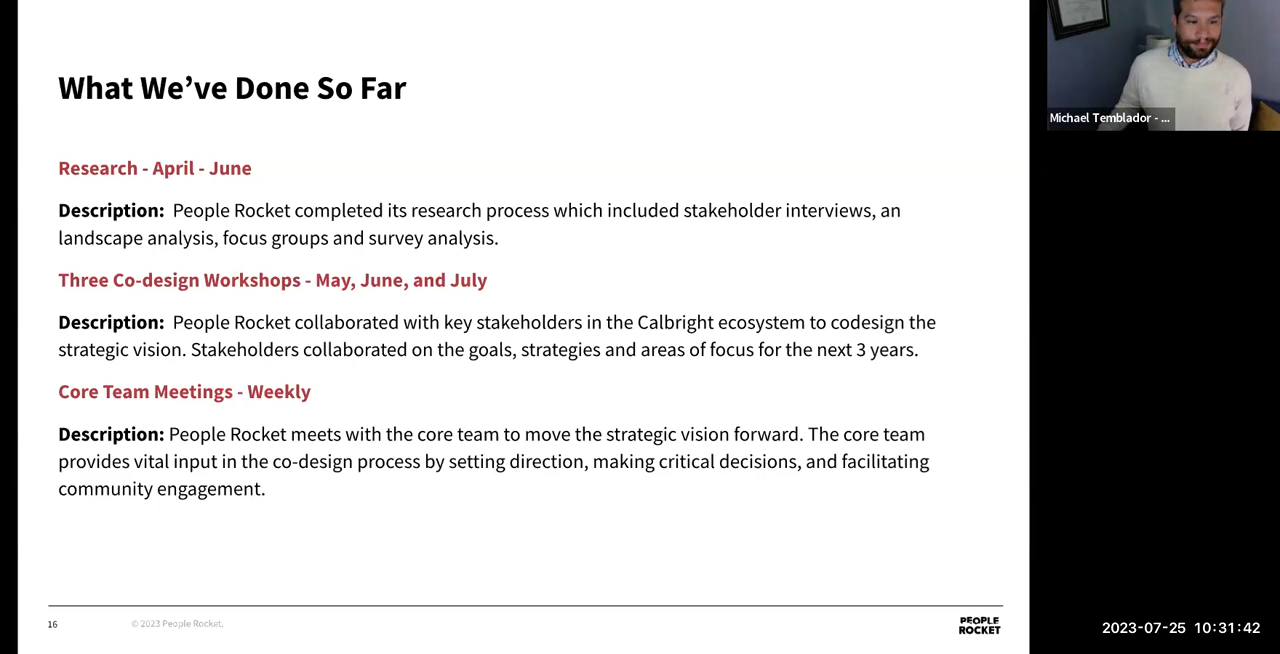 What We’ve Done So Far
Research - April - June
Description: People Rocket completed its research process which included stakeholder interviews, an
landscape analysis, focus groups and survey analysis.
Three Co-design Workshops - May, June, and July
Description: People Rocket collaborated with key stakeholders in the Calbright ecosystem to codesign the
strategic vision. Stakeholders collaborated on the goals, strategies and areas of focus for the next 3 years.
Core Team Meetings - Weekly
Description: People Rocket meets with the core team to move the strategic vision forward. The core team
provides vital input in the co-design process by setting direction, making critical decisions, and facilitating
community engagement.
16
© 2023 People Rocket.
PEOPLE
ROCKET
Michael Temblador - ...
2023-07-25 10:31:42